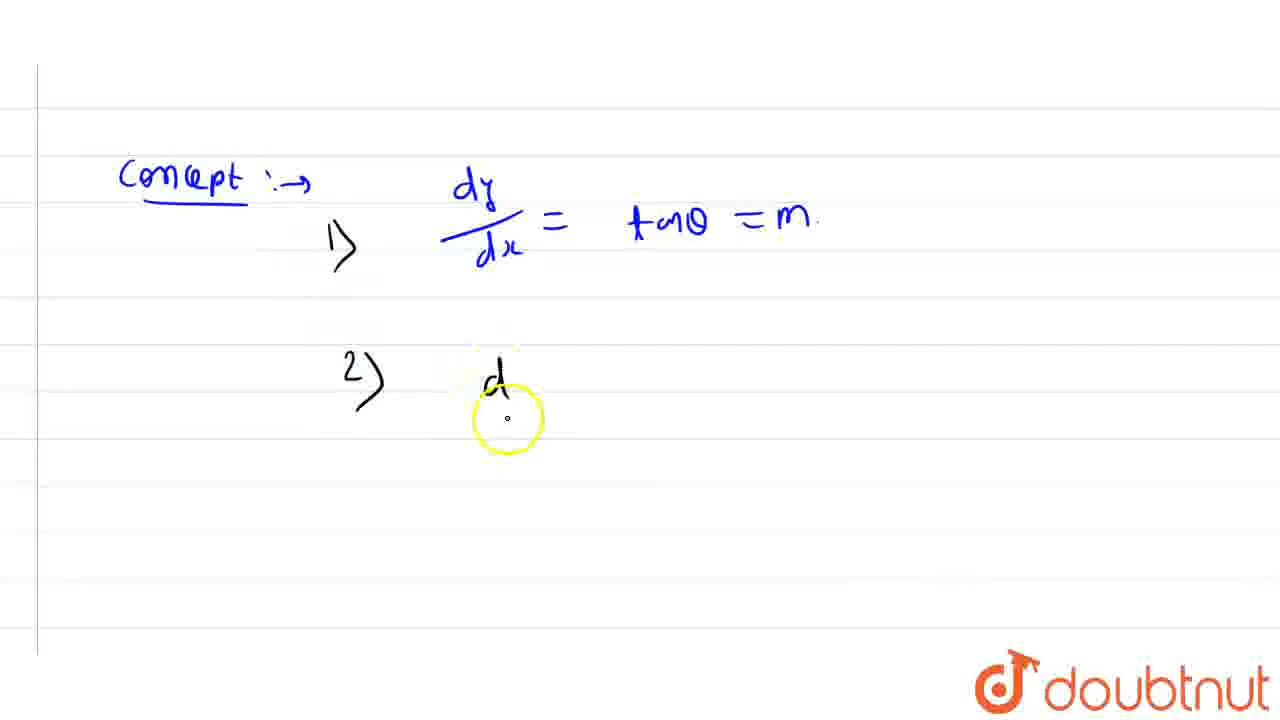 Concept :→
1) dy/dx = tanθ = m.
2) d
doubtnut